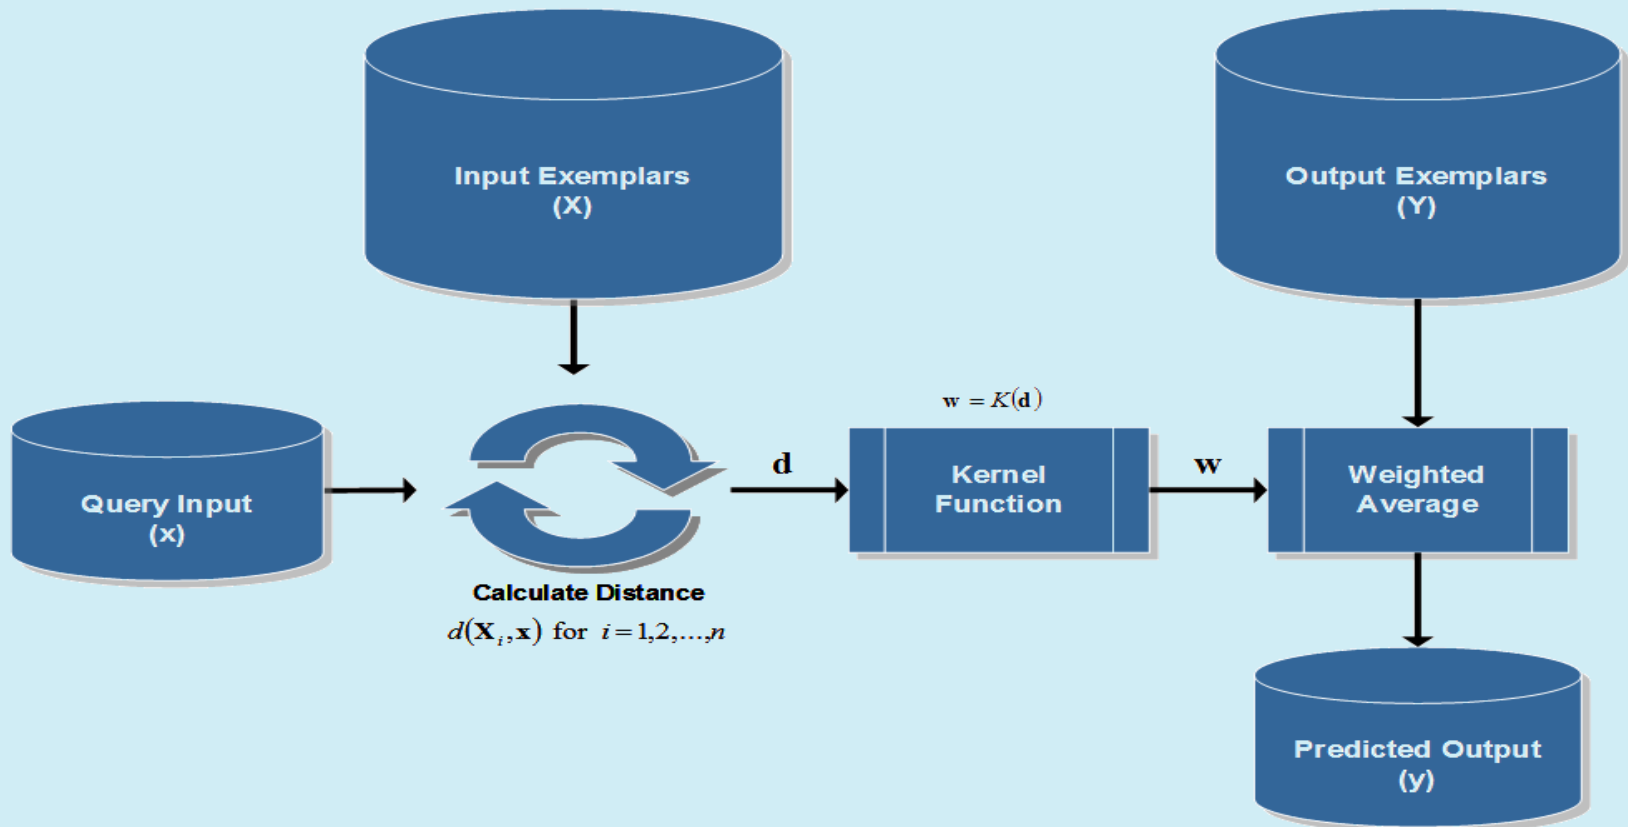 Input Exemplars
(X)
Output Exemplars
(Y)
Query Input
(x)
Calculate Distance
d(X_i, x) for i = 1,2,...,n
d
w = K(d)
Kernel
Function
w
Weighted
Average
Predicted Output
(y)